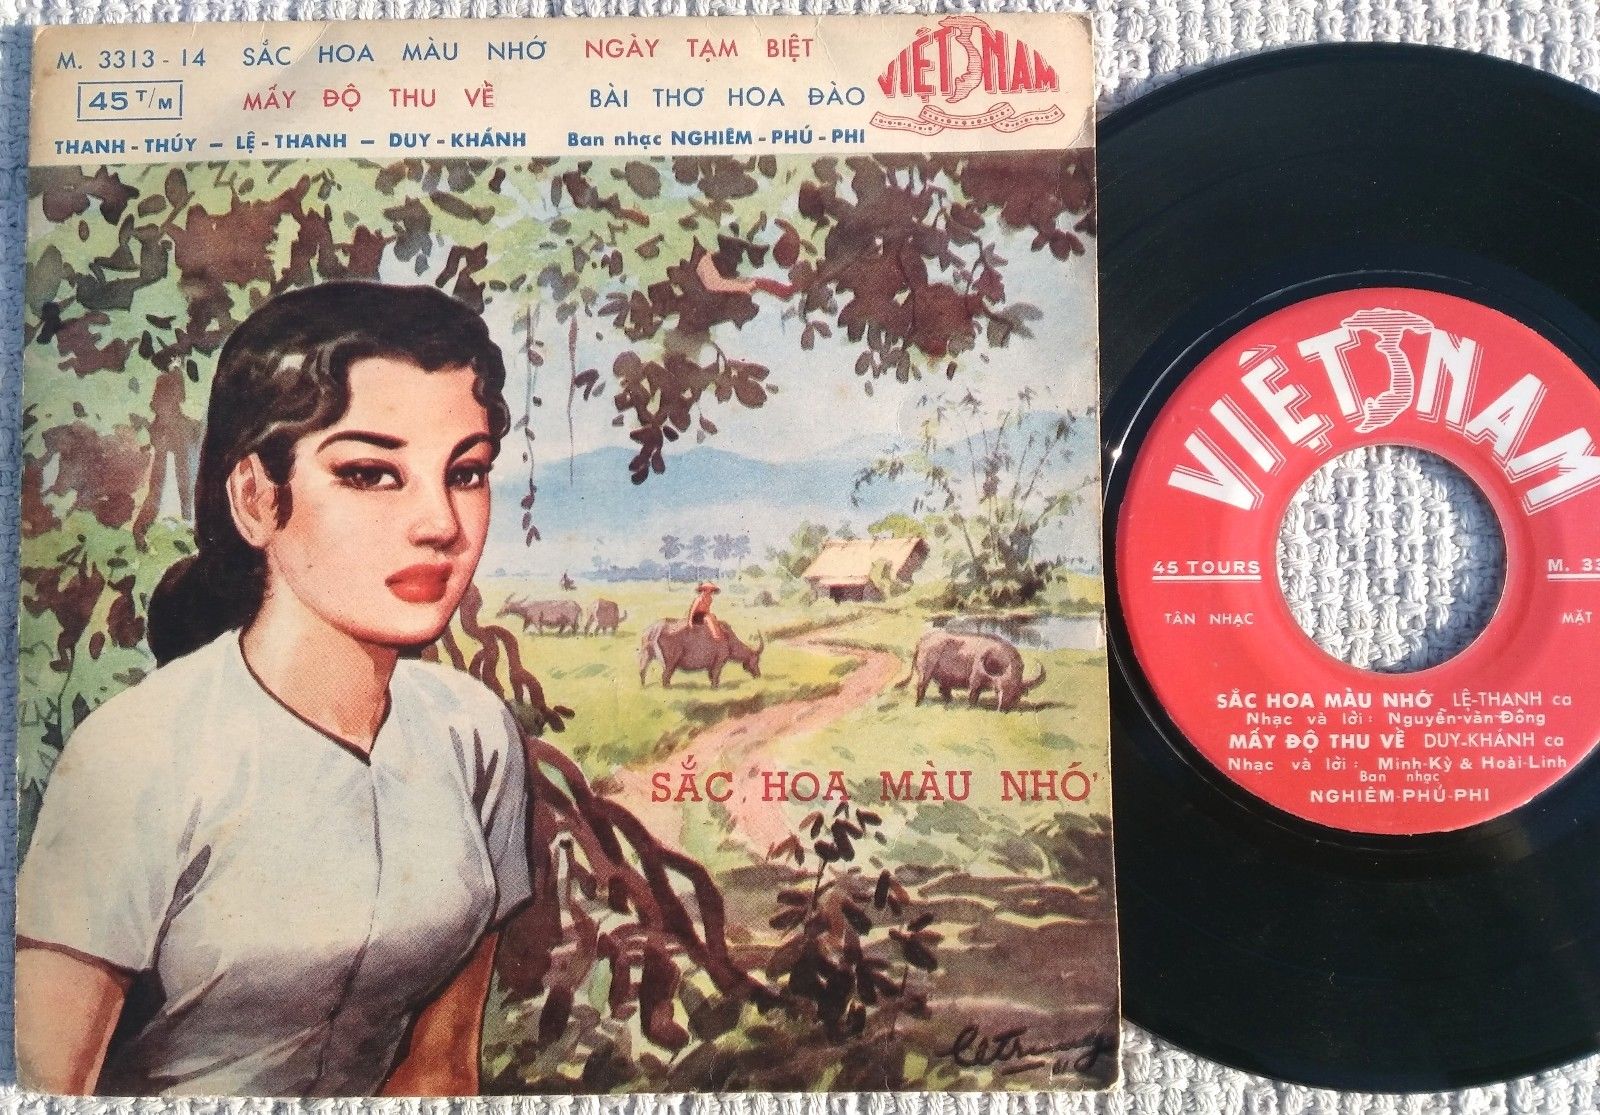 M. 3313 - 14 SẮC HOA MÀU NHỚ NGÀY TẠM BIỆT
VIỆT NAM
45 T/M MẤY ĐỘ THU VỀ BÀI THƠ HOA ĐÀO
THANH - THÚY - LỆ - THANH - DUY - KHÁNH Ban nhạc NGHIÊM - PHÚ - PHI
SẮC HOA MÀU NHỚ
VIỆT NAM
45 TOURS M. 33
TÂN NHẠC MẶT
SẮC HOA MÀU NHỚ LỆ-THANH ca
Nhạc và lời: Nguyễn-văn-Đông
MẤY ĐỘ THU VỀ DUY-KHÁNH ca
Nhạc và lời: Minh-Kỳ & Hoài-Linh
Ban nhạc
NGHIÊM-PHÚ-PHI